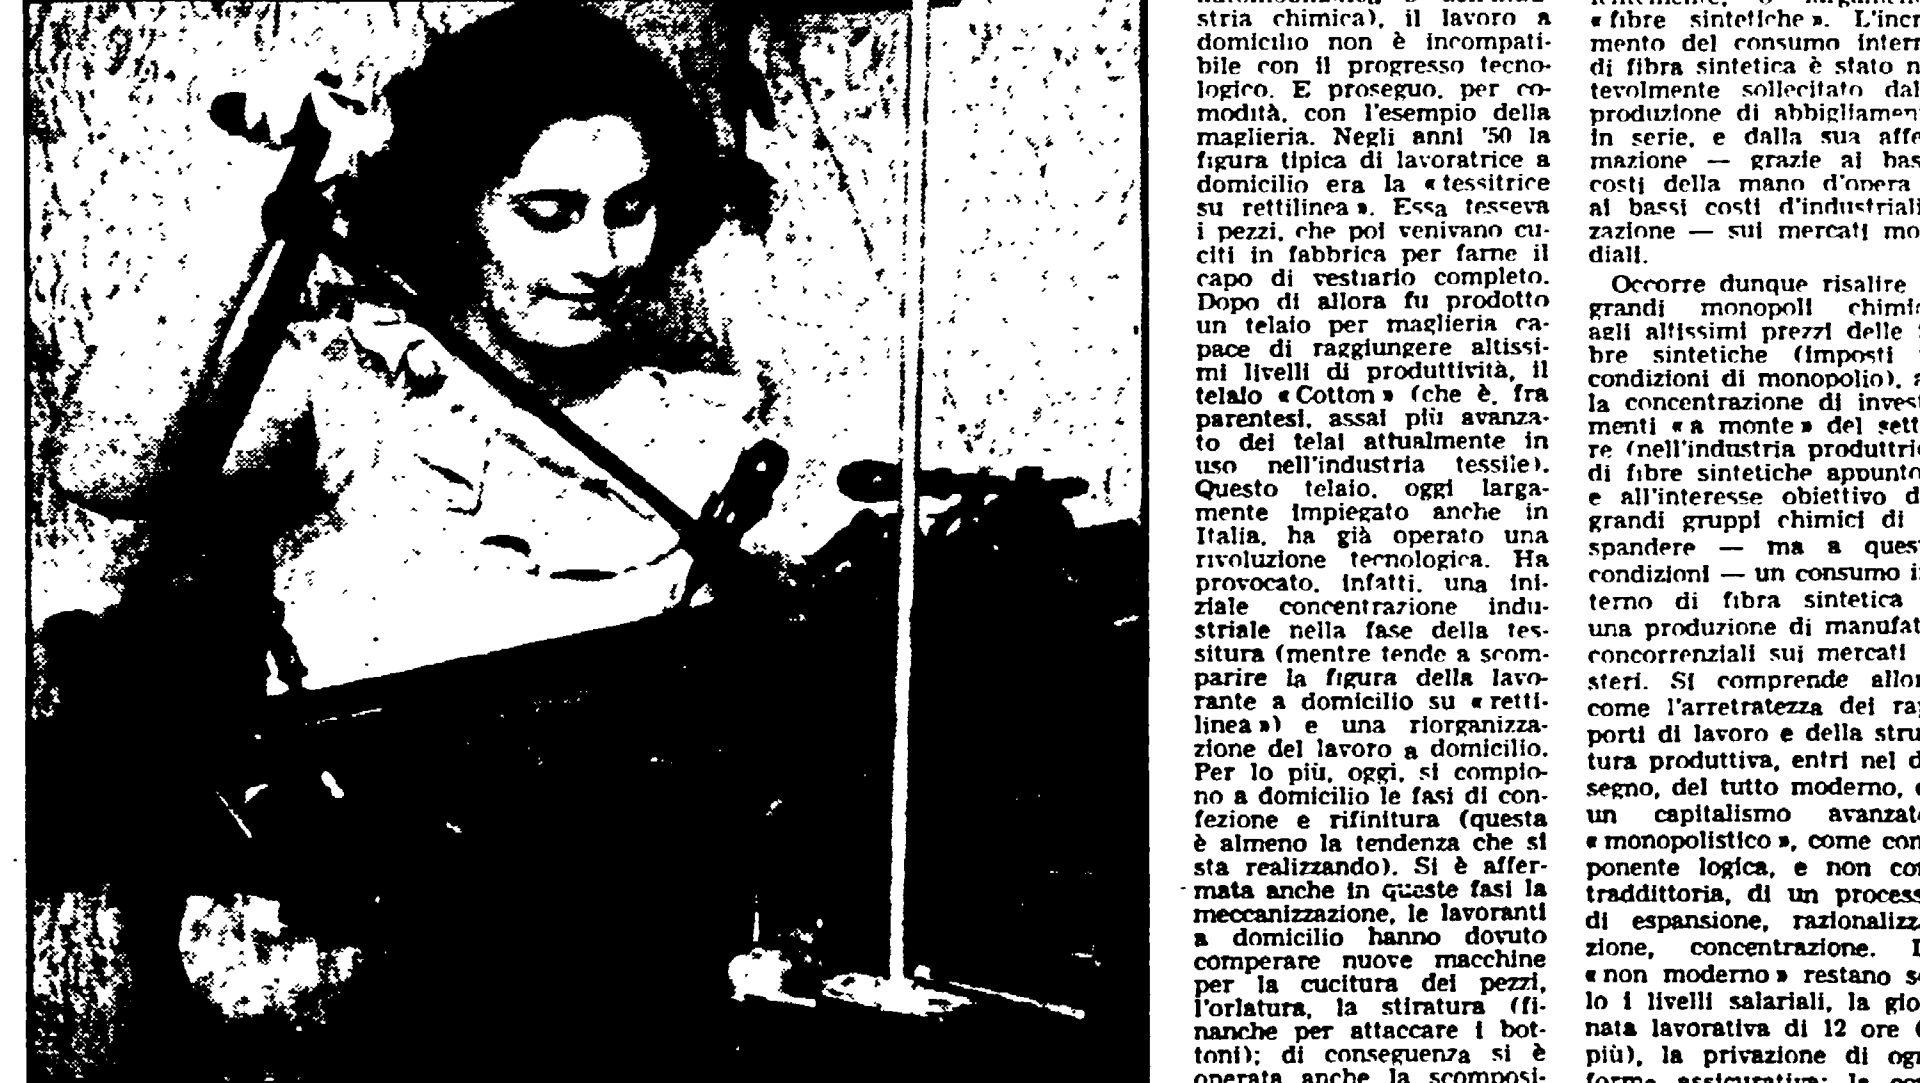 stria chimica), il lavoro a
domicilio non è incompati-
bile con il progresso tecno-
logico. E proseguo, per co-
modità, con l'esempio della
maglieria. Negli anni '50 la
figura tipica di lavoratrice a
domicilio era la « tessitrice
su rettilinea ». Essa tesseva
i pezzi, che poi venivano cu-
citi in fabbrica per farne il
capo di vestiario completo.
Dopo di allora fu prodotto
un telaio per maglieria ca-
pace di raggiungere altissi-
mi livelli di produttività, il
telaio « Cotton » (che è, fra
parentesi, assai più avanza-
to dei telai attualmente in
uso nell'industria tessile).
Questo telaio, oggi larga-
mente impiegato anche in
Italia, ha già operato una
rivoluzione tecnologica. Ha
provocato, infatti, una ini-
ziale concentrazione indu-
striale nella fase della tes-
situra (mentre tende a scom-
parire la figura della lavo-
rante a domicilio su « retti-
linea ») e una riorganizza-
zione del lavoro a domicilio.
Per lo più, oggi, si compio-
no a domicilio le fasi di con-
fezione e rifinitura (questa
è almeno la tendenza che si
sta realizzando). Si è affer-
mata anche in queste fasi la
meccanizzazione, le lavoranti
a domicilio hanno dovuto
comperare nuove macchine
per la cucitura dei pezzi,
l'orlatura, la stiratura (fi-
nanche per attaccare i bot-
toni); di conseguenza si è
operata anche la scomposi-
« fibre sintetiche ». L'incr
mento del consumo intern
di fibra sintetica è stato n
tevolmente sollecitato dal
produzione di abbigliament
in serie, e dalla sua affe
mazione — grazie ai bas
costi della mano d'opera
ai bassi costi d'industriali
zazione — sui mercati mo
diali.
Occorre dunque risalire
grandi monopoli chimic
agli altissimi prezzi delle
bre sintetiche (imposti
condizioni di monopolio), a
la concentrazione di invest
menti « a monte » del sett
re (nell'industria produttric
di fibre sintetiche appunto
e all'interesse obiettivo d
grandi gruppi chimici di
spandere — ma a quest
condizioni — un consumo i
terno di fibra sintetica
una produzione di manufat
concorrenziali sui mercati
steri. Si comprende allor
come l'arretratezza dei ra
porti di lavoro e della stru
tura produttiva, entri nel d
segno, del tutto moderno,
un capitalismo avanzato
« monopolistico », come com
ponente logica, e non con
traddittoria, di un process
di espansione, razionalizz
zione, concentrazione.
« non moderno » restano so
lo i livelli salariali, la gio
nata lavorativa di 12 ore
più), la privazione di ogn
forme assicurativa;